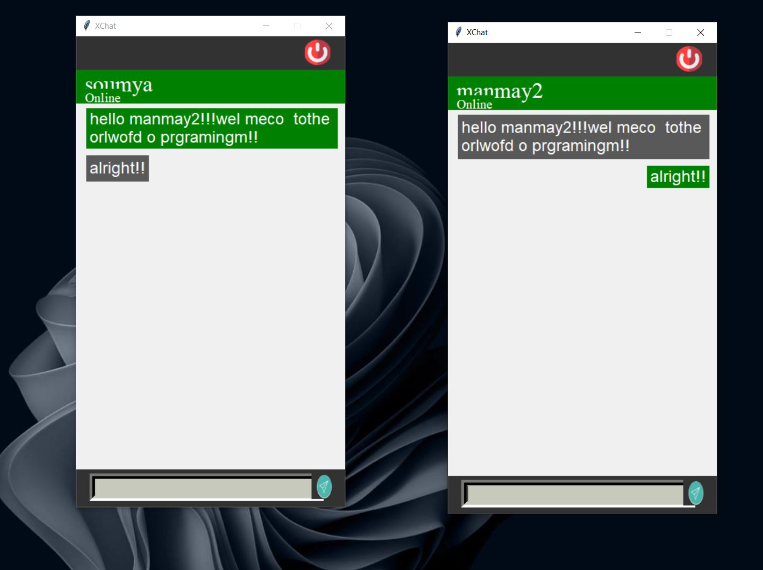 XChat
soumya
Online
hello manmay2!!!wel meco  tothe
orlwofd o prgramingm!!
alright!!
XChat
manmay2
Online
hello manmay2!!!wel meco  tothe
orlwofd o prgramingm!!
alright!!